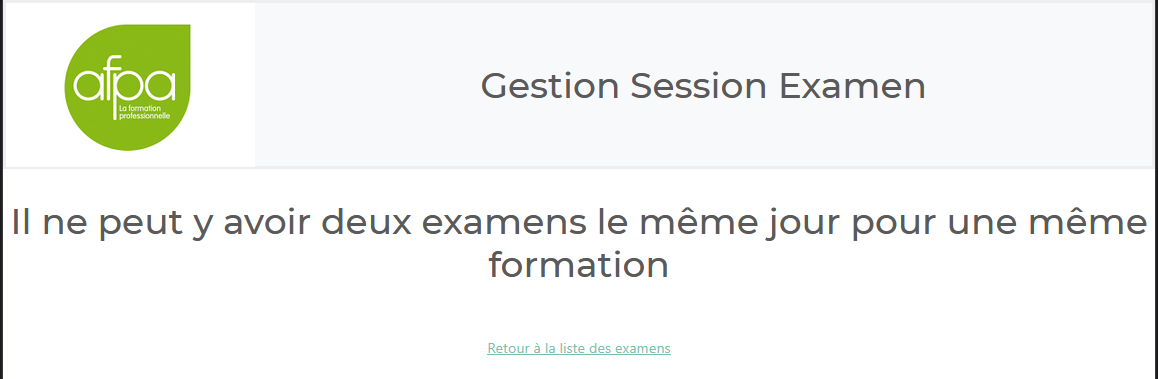 afpa
La formation
professionnelle
Gestion Session Examen
Il ne peut y avoir deux examens le même jour pour une même
formation
Retour à la liste des examens